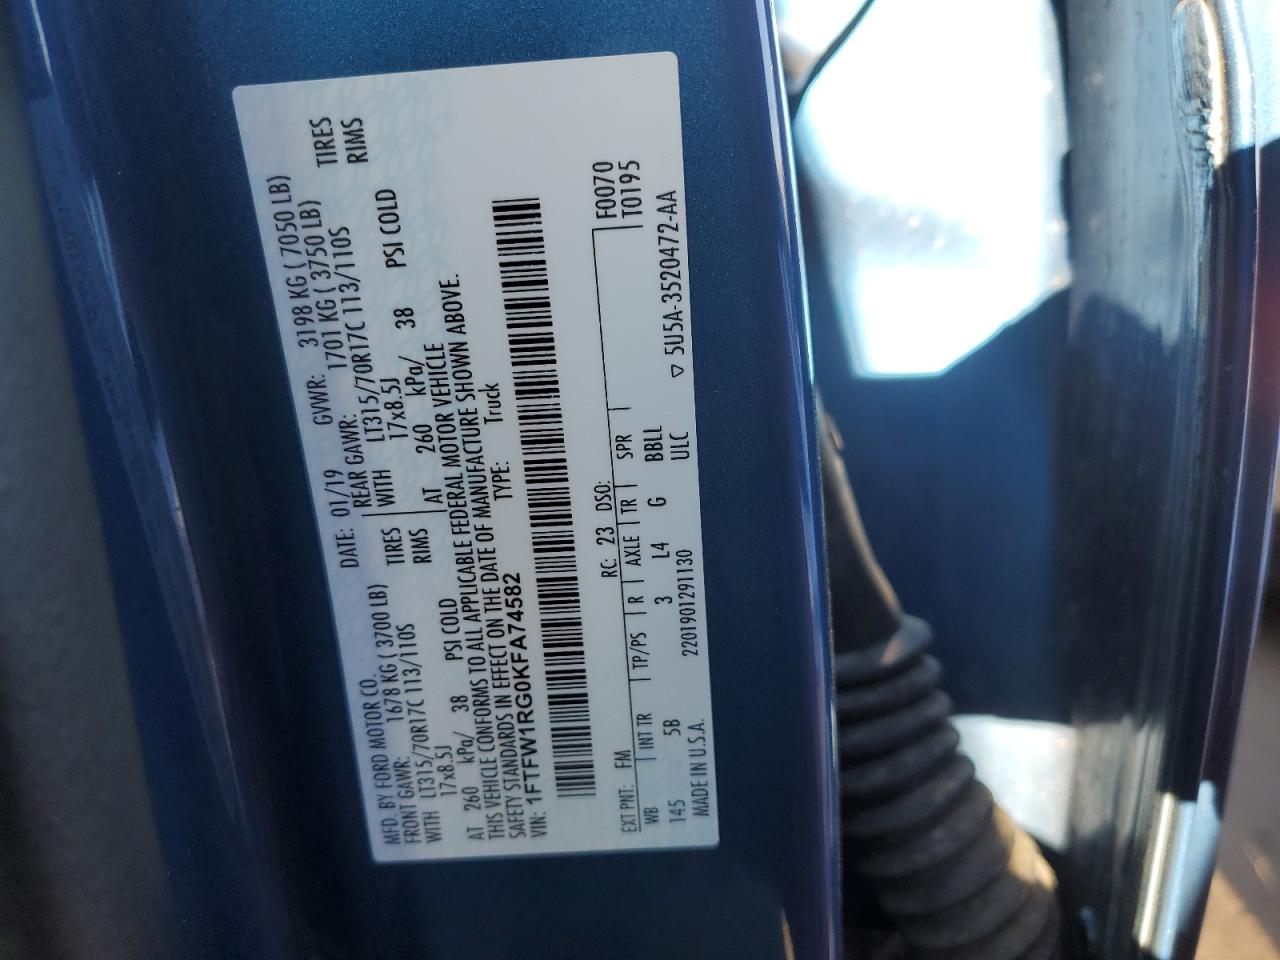 MFD. BY FORD MOTOR CO.
DATE: 01/19 GVWR: 3198 KG ( 7050 LB)
FRONT GAWR: 1678 KG ( 3700 LB)
REAR GAWR: 1701 KG ( 3750 LB)
WITH LT315/70R17C 113/110S TIRES
WITH LT315/70R17C 113/110S TIRES
17x8.5J RIMS
17x8.5J RIMS
AT 260 kPa/ 38 PSI COLD
AT 260 kPa/ 38 PSI COLD
THIS VEHICLE CONFORMS TO ALL APPLICABLE FEDERAL MOTOR VEHICLE
SAFETY STANDARDS IN EFFECT ON THE DATE OF MANUFACTURE SHOWN ABOVE.
VIN: 1FTFW1RG0KFA74582 TYPE: Truck
F0070
T0195
EXT PNT: FM RC: 23 DSO:
WB INT TR TP/PS R AXLE TR SPR
145 5B 3 L4 G BBLL
ULC
MADE IN U.S.A. 2201901291130
▽ 5U5A-3520472-AA